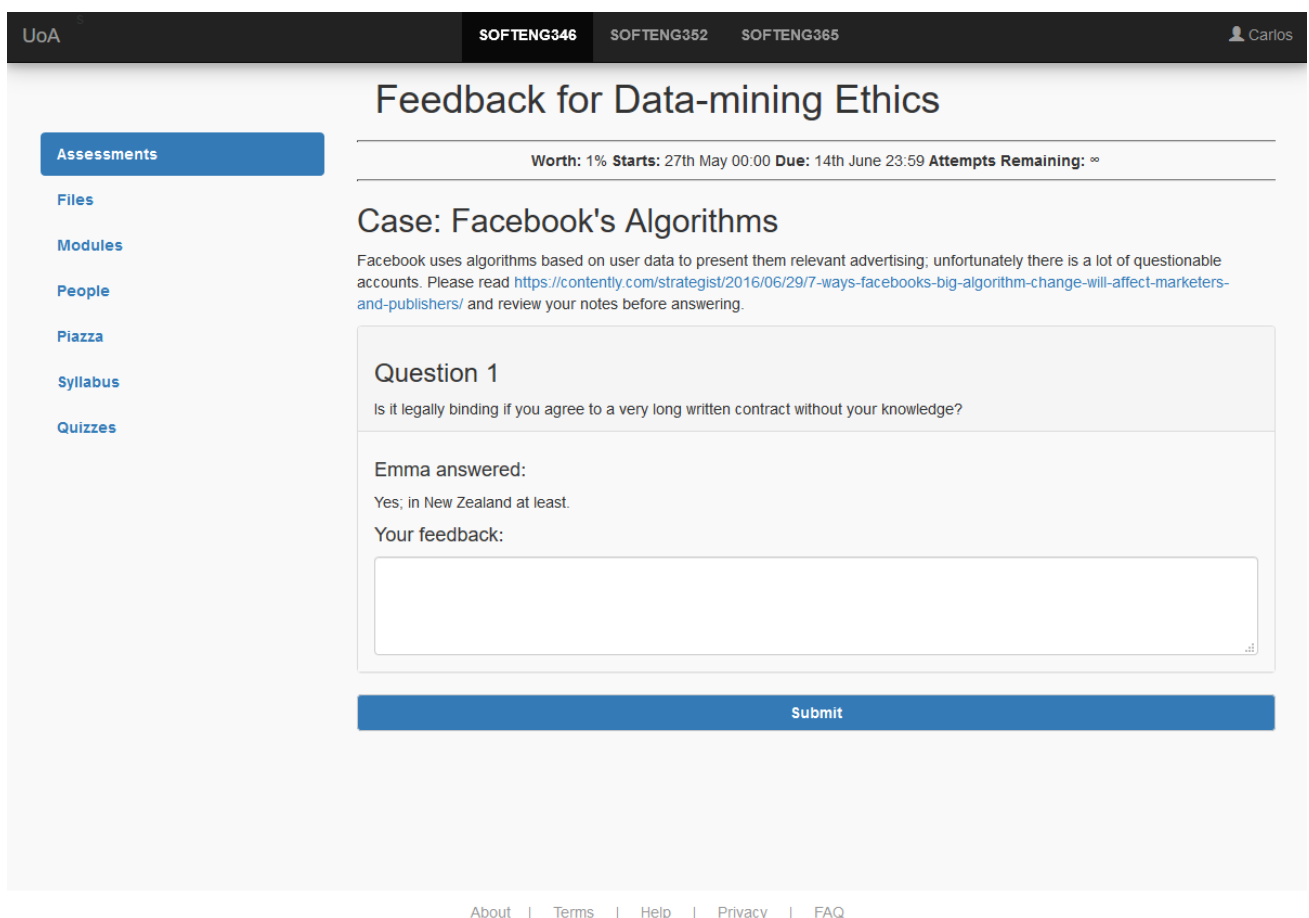 UoA
S
SOFTENG346 SOFTENG352 SOFTENG365
Carlos
Feedback for Data-mining Ethics
Assessments
Files
Modules
People
Piazza
Syllabus
Quizzes
Worth: 1% Starts: 27th May 00:00 Due: 14th June 23:59 Attempts Remaining: ∞
Case: Facebook's Algorithms
Facebook uses algorithms based on user data to present them relevant advertising; unfortunately there is a lot of questionable
accounts. Please read https://contently.com/strategist/2016/06/29/7-ways-facebooks-big-algorithm-change-will-affect-marketers-
and-publishers/ and review your notes before answering.
Question 1
Is it legally binding if you agree to a very long written contract without your knowledge?
Emma answered:
Yes; in New Zealand at least.
Your feedback:
Submit
About | Terms | Help | Privacy | FAQ